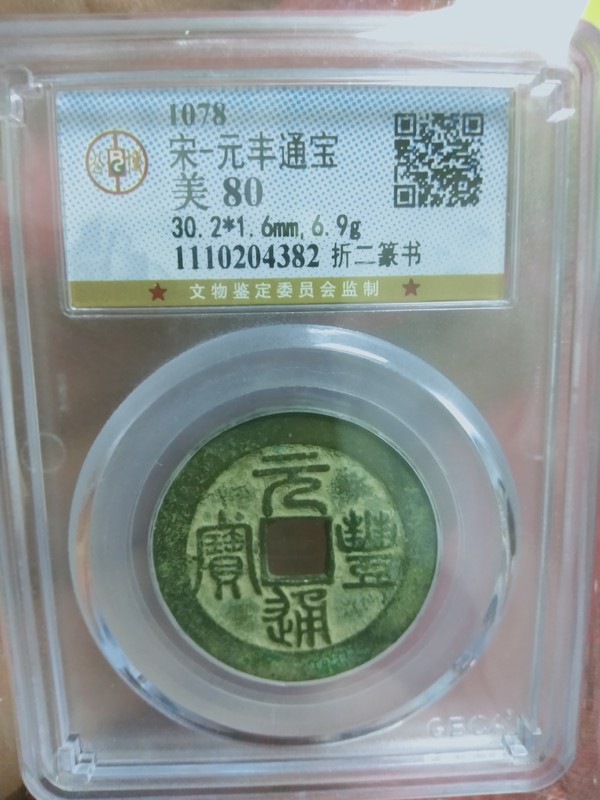 1078
宋-元丰通宝
美 80
30.2*1.6mm,6.9g
1110204382 折二篆书
★ 文物鉴定委员会监制 ★
元豐通寳